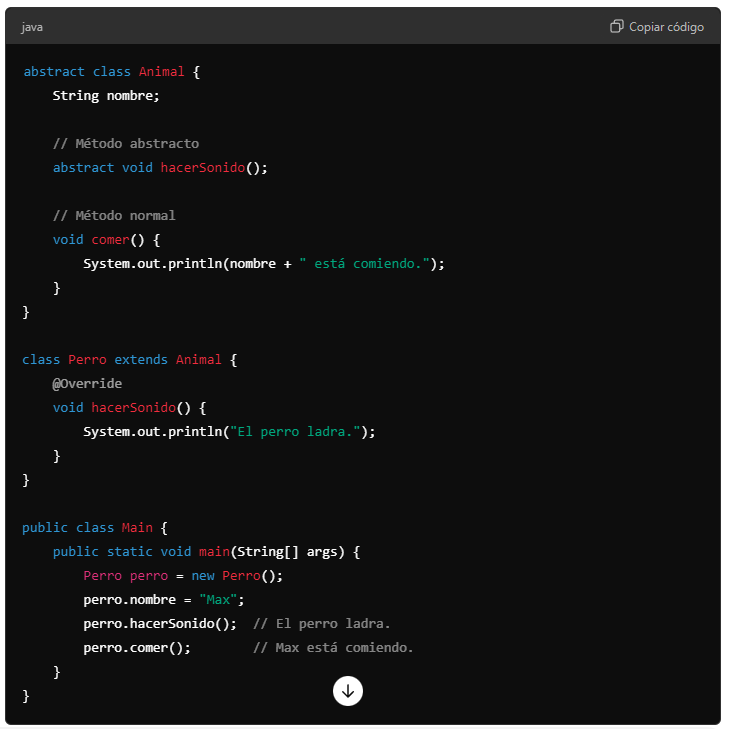 java
Copiar código
abstract class Animal {
    String nombre;
    // Método abstracto
    abstract void hacerSonido();
    // Método normal
    void comer() {
        System.out.println(nombre + " está comiendo.");
    }
}
class Perro extends Animal {
    @Override
    void hacerSonido() {
        System.out.println("El perro ladra.");
    }
}
public class Main {
    public static void main(String[] args) {
        Perro perro = new Perro();
        perro.nombre = "Max";
        perro.hacerSonido();  // El perro ladra.
        perro.comer();        // Max está comiendo.
    }
}